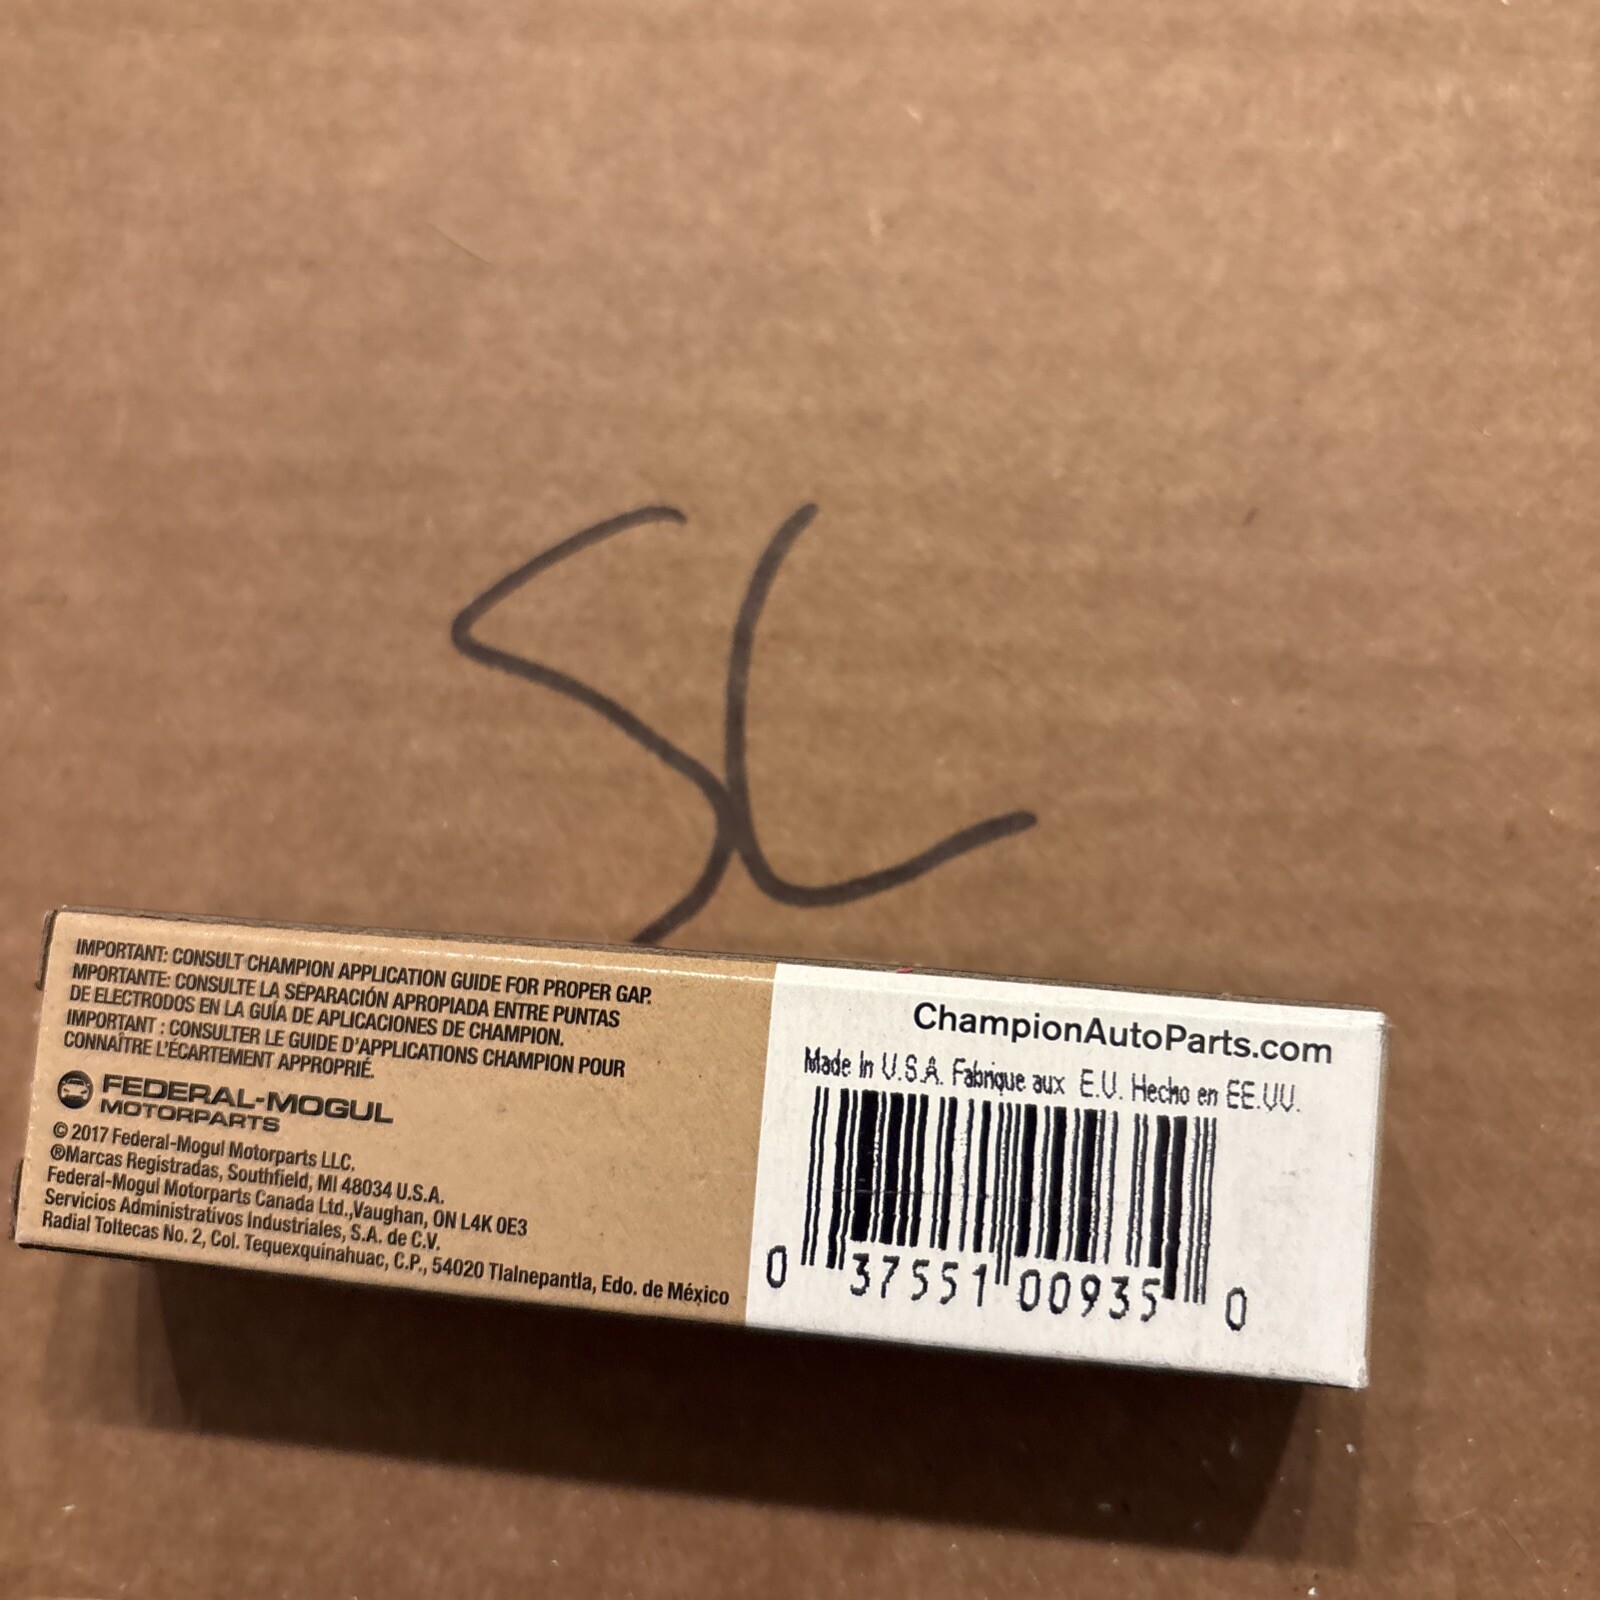 SL
IMPORTANT: CONSULT CHAMPION APPLICATION GUIDE FOR PROPER GAP.
MPORTANTE: CONSULTE LA SEPARACIÓN APROPIADA ENTRE PUNTAS
DE ELECTRODOS EN LA GUÍA DE APLICACIONES DE CHAMPION.
IMPORTANT : CONSULTER LE GUIDE D'APPLICATIONS CHAMPION POUR
CONNAÎTRE L'ÉCARTEMENT APPROPRIÉ.
FEDERAL-MOGUL
MOTORPARTS
© 2017 Federal-Mogul Motorparts LLC,
®Marcas Registradas, Southfield, MI 48034 U.S.A.
Federal-Mogul Motorparts Canada Ltd.,Vaughan, ON L4K 0E3
Servicios Administrativos Industriales, S.A. de C.V.
Radial Toltecas No. 2, Col. Tequexquinahuac, C.P., 54020 Tlalnepantla, Edo. de México
ChampionAutoParts.com
Made In U.S.A. Fabrique aux E.U. Hecho en EE.UU.
0 37551 00935 0